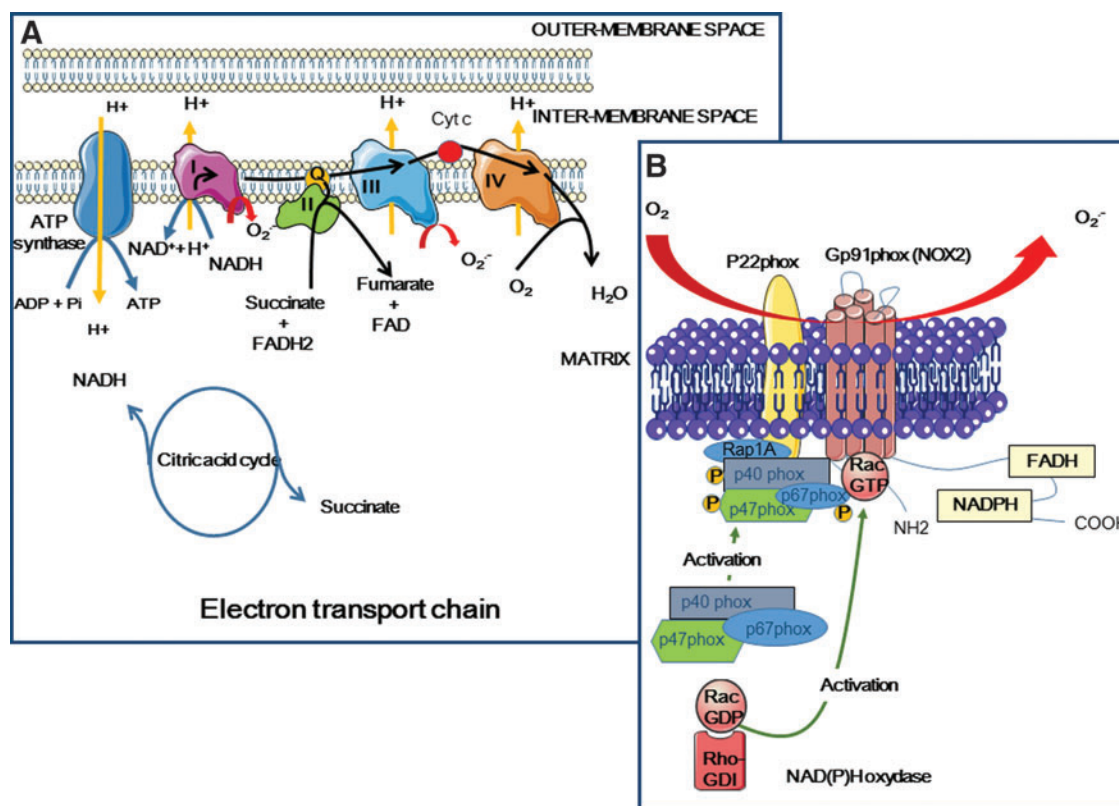 A
OUTER-MEMBRANE SPACE
H+
H+
H+
H+
INTER-MEMBRANE SPACE
Cyt c
I
Q
II
III
IV
ATP
synthase
NAD⁺+ H⁺
NADH
O₂·-
O₂·-
ADP + Pi
ATP
H+
Succinate
+
FADH2
Fumarate
+
FAD
O₂
H₂O
MATRIX
NADH
Citric acid cycle
Succinate
Electron transport chain
B
O₂
O₂·-
P22phox
Gp91phox (NOX2)
Rap1A
P
p40 phox
P
p47phox
p67phox
P
Rac
GTP
FADH
NADPH
NH2
COOH
Activation
p40 phox
p47phox
p67phox
Activation
Rac
GDP
Rho-
GDI
NAD(P)Hoxydase